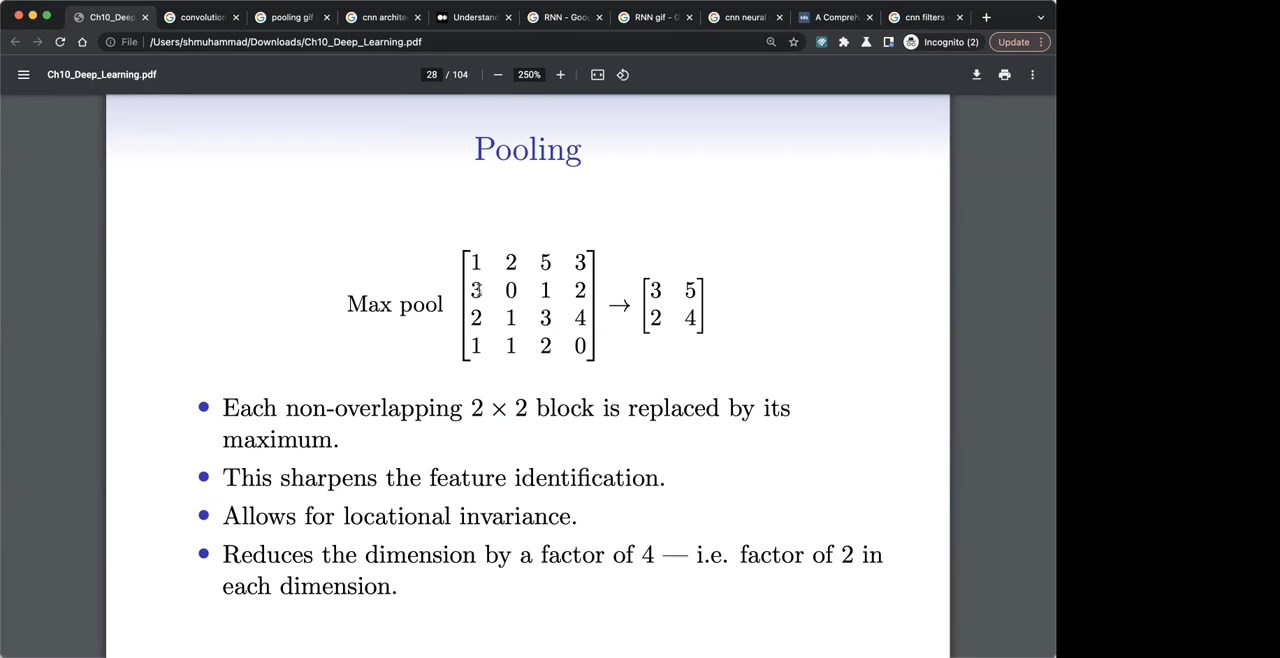 Ch10_Deep_
convolution
pooling gif
cnn archite
Understand
RNN - Goo
RNN gif - G
cnn neural
A Compreh
cnn filters -
File /Users/shmuhammad/Downloads/Ch10_Deep_Learning.pdf
Incognito (2)
Update
Ch10_Deep_Learning.pdf
28 / 104
250%
Pooling
Max pool
1 2 5 3
3 0 1 2
2 1 3 4
1 1 2 0
→
3 5
2 4
• Each non-overlapping 2 × 2 block is replaced by its
maximum.
• This sharpens the feature identification.
• Allows for locational invariance.
• Reduces the dimension by a factor of 4 — i.e. factor of 2 in
each dimension.